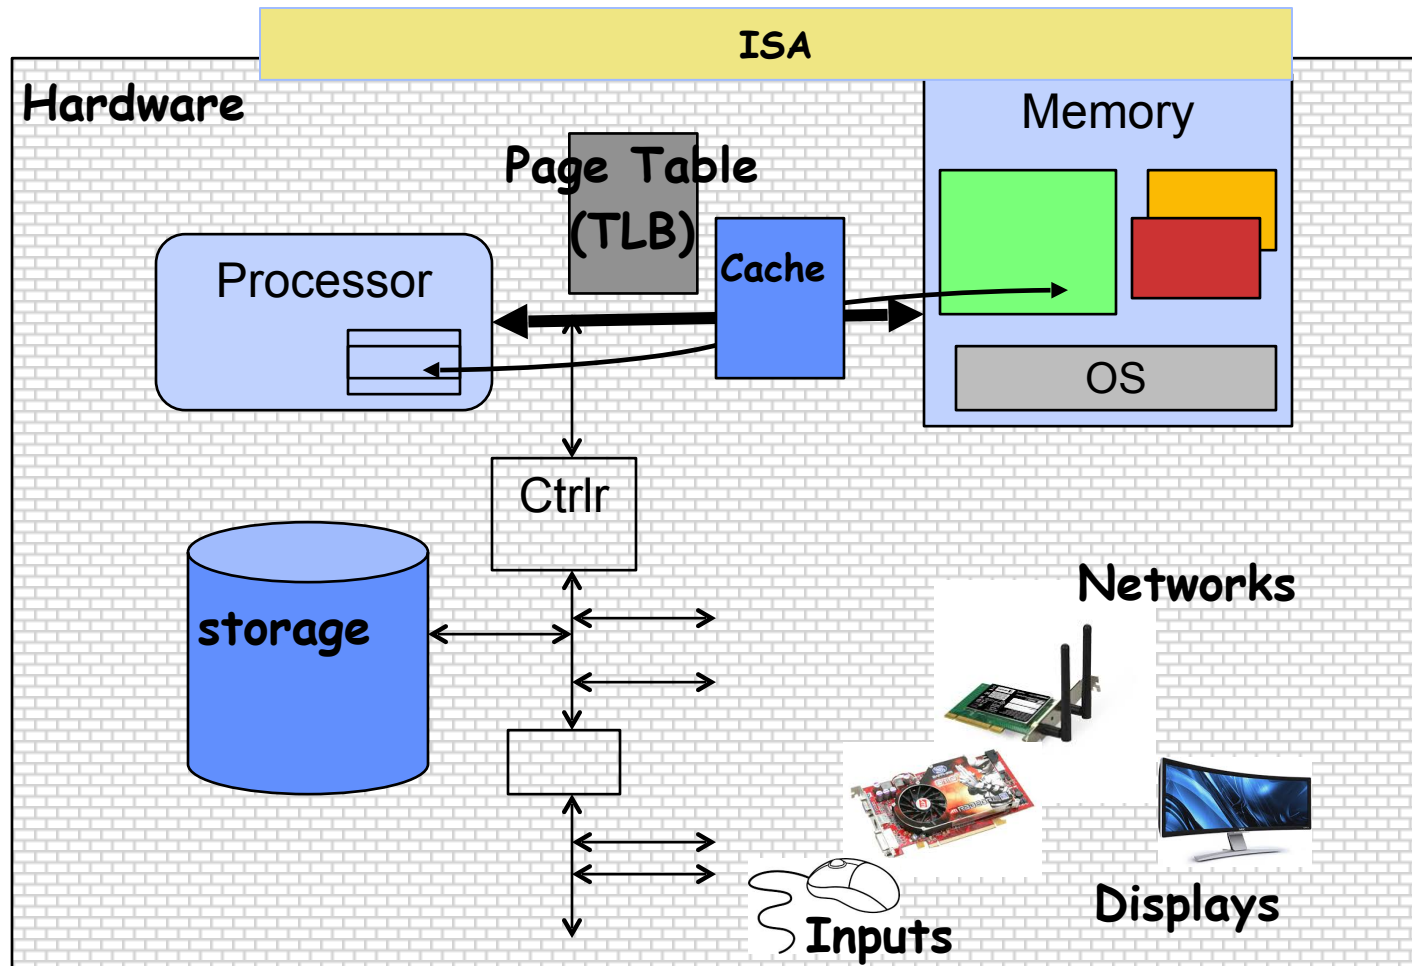 ISA
Hardware
Memory
Page Table
(TLB)
Processor
Cache
OS
Ctrlr
Networks
storage
Displays
Inputs